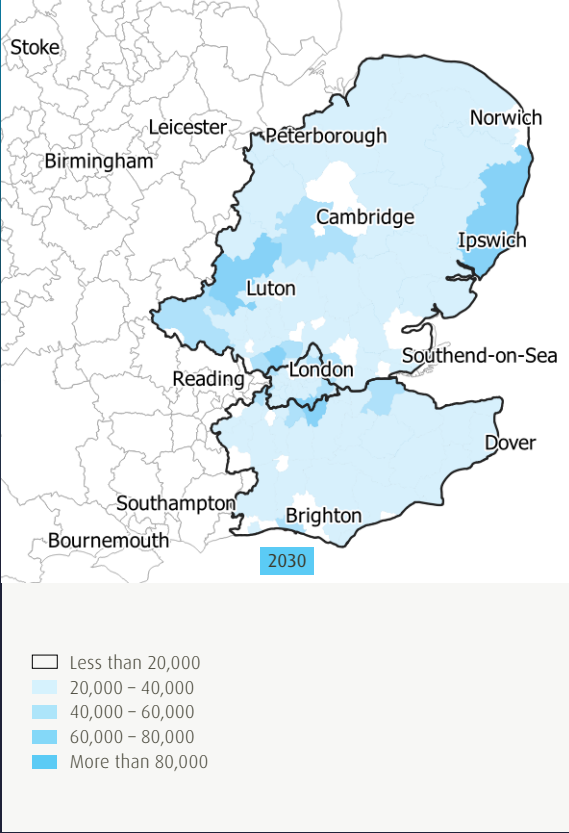 Stoke
Norwich
Leicester
Peterborough
Birmingham
Cambridge
Ipswich
Luton
Southend-on-Sea
London
Reading
Dover
Southampton
Brighton
Bournemouth
2030
Less than 20,000
20,000 – 40,000
40,000 – 60,000
60,000 – 80,000
More than 80,000